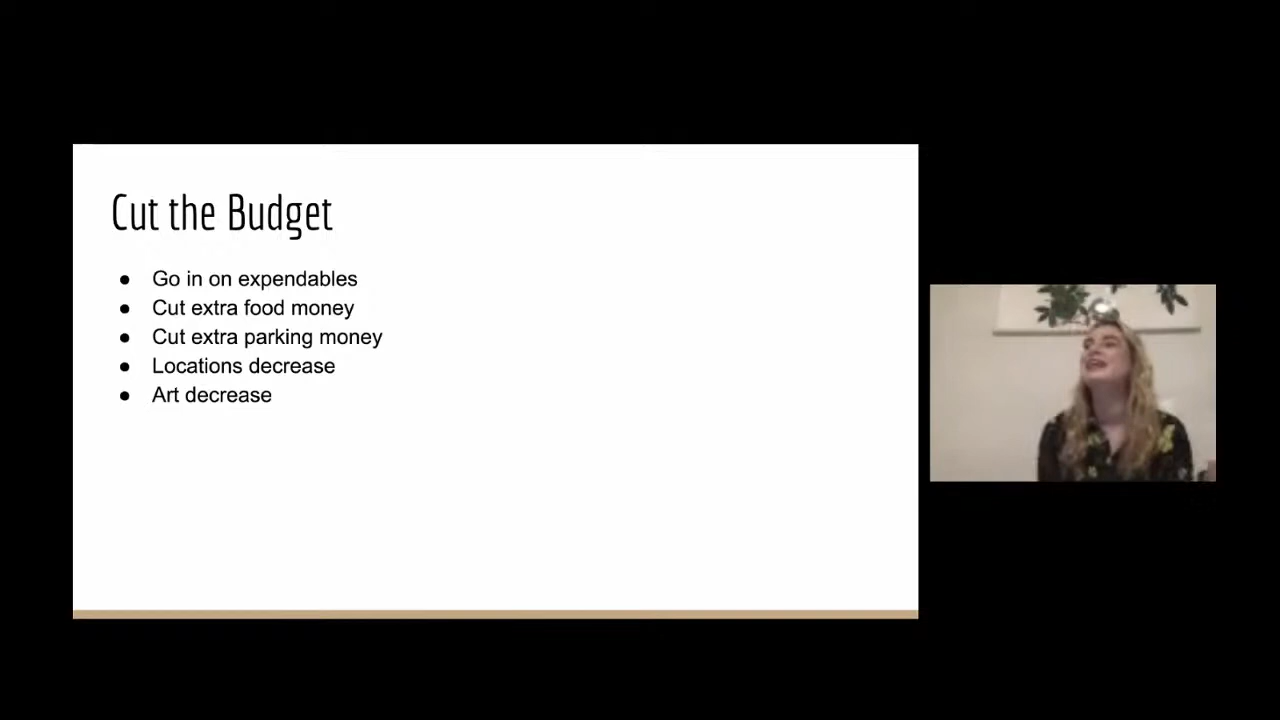 Cut the Budget
● Go in on expendables
● Cut extra food money
● Cut extra parking money
● Locations decrease
● Art decrease